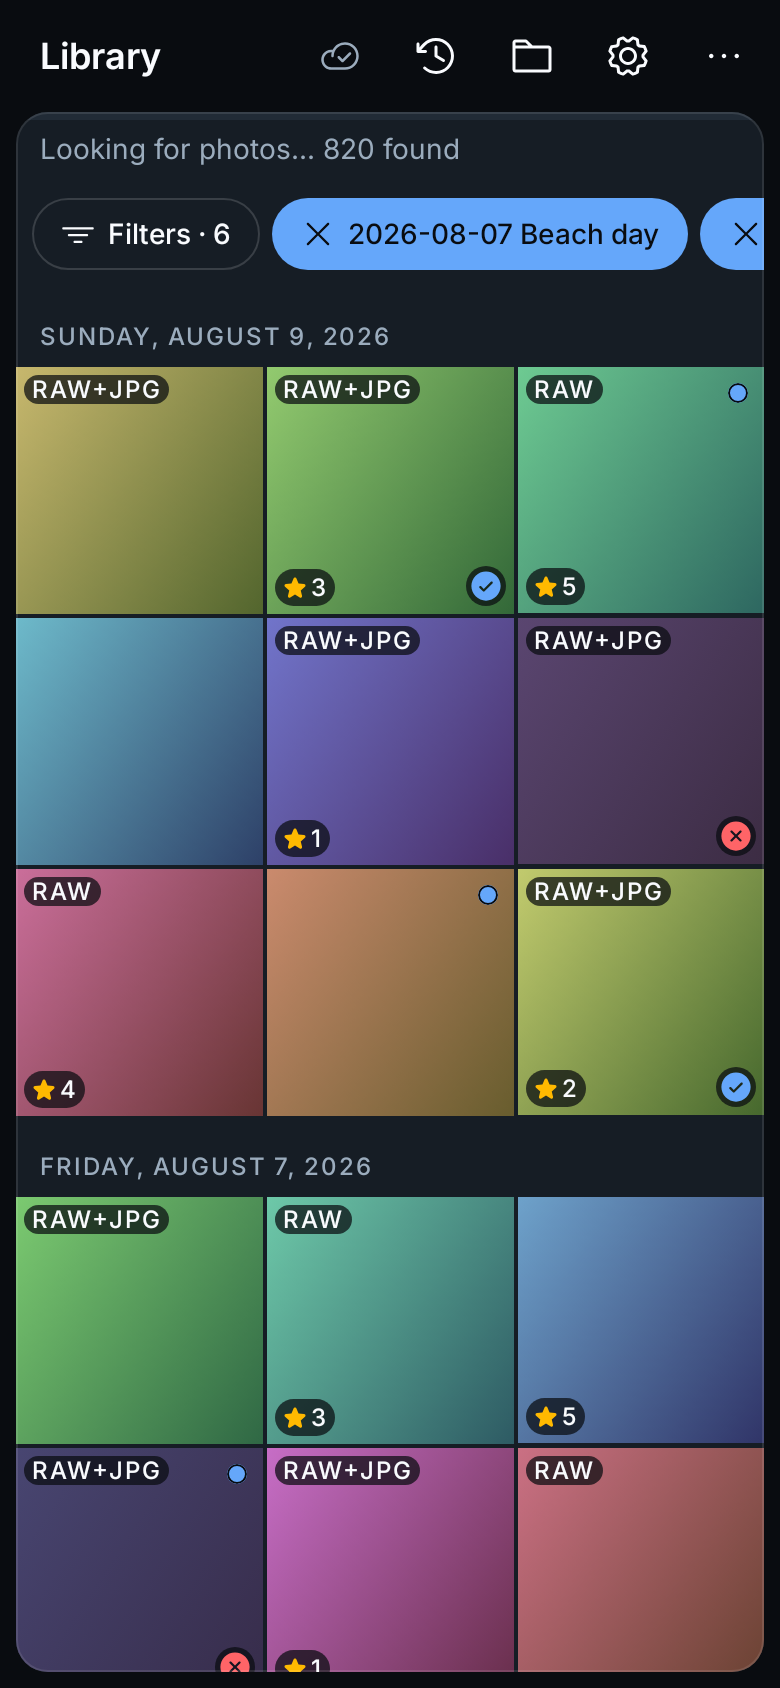 Library
Looking for photos... 820 found
Filters · 6
2026-08-07 Beach day
SUNDAY, AUGUST 9, 2026
RAW+JPG
RAW+JPG
RAW
3
5
RAW+JPG
RAW+JPG
1
RAW
RAW+JPG
4
2
FRIDAY, AUGUST 7, 2026
RAW+JPG
RAW
3
5
RAW+JPG
RAW+JPG
RAW
1